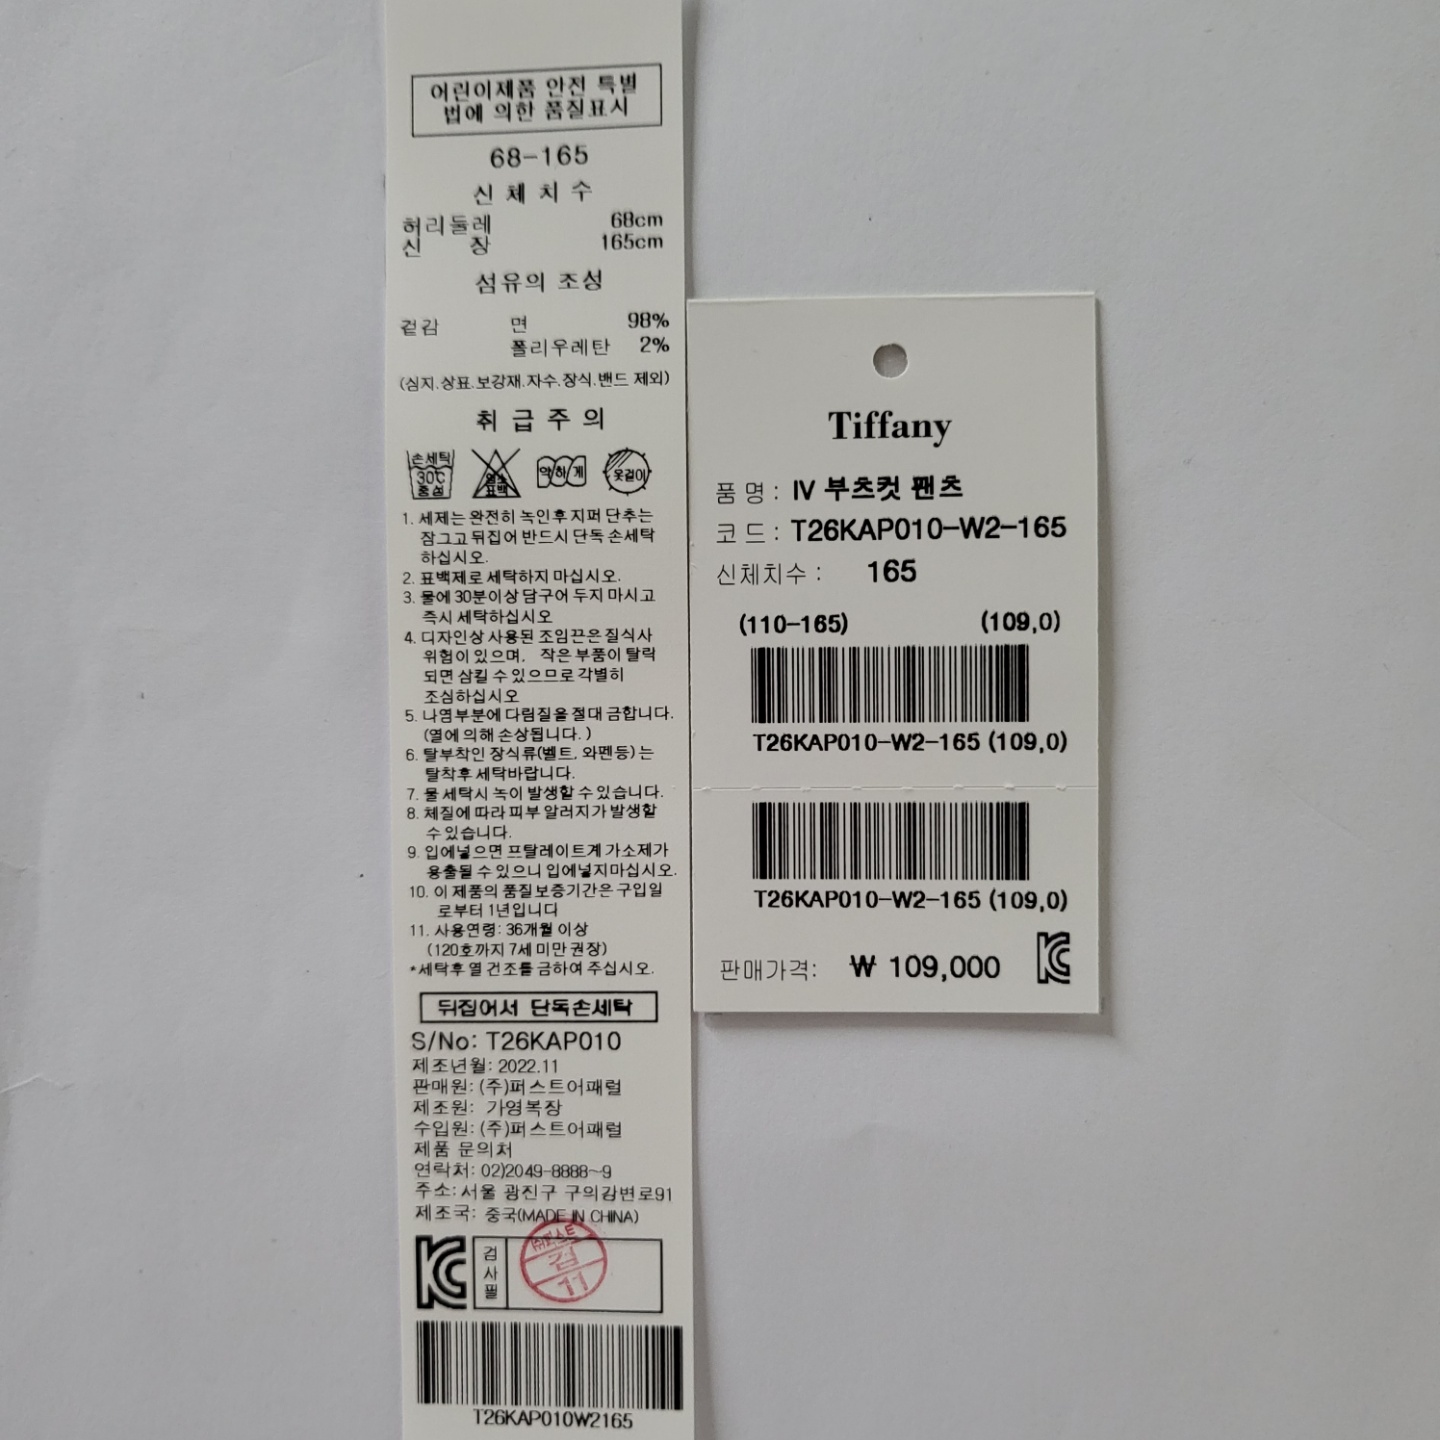 어린이제품 안전 특별
법에 의한 품질표시
68-165
신 체 치 수
허리둘레 68cm
신 장 165cm
섬유의 조성
겉감 면 98%
폴리우레탄 2%
(심지.상표.보강재.자수.장식.밴드 제외)
취 급 주 의
손세탁
30℃
중성
염소
표백
약하게
옷걸이
1. 세제는 완전히 녹인후 지퍼 단추는
잠그고 뒤집어 반드시 단독 손세탁
하십시오.
2. 표백제로 세탁하지 마십시오.
3. 물에 30분이상 담구어 두지 마시고
즉시 세탁하십시오
4. 디자인상 사용된 조임끈은 질식사
위험이 있으며, 작은 부품이 탈락
되면 삼킬 수 있으므로 각별히
조심하십시오
5. 나염부분에 다림질을 절대 금합니다.
(열에 의해 손상됩니다. )
6. 탈부착인 장식류(벨트, 와펜등) 는
탈착후 세탁바랍니다.
7. 물 세탁시 녹이 발생할 수 있습니다.
8. 체질에 따라 피부 알러지가 발생할
수 있습니다.
9. 입에넣으면 프탈레이트계 가소제가
용출될 수 있으니 입에넣지마십시오.
10. 이 제품의 품질보증기간은 구입일
로부터 1년입니다
11. 사용연령: 36개월 이상
(120호까지 7세 미만 권장)
*세탁후 열 건조를 금하여 주십시오.
뒤집어서 단독손세탁
S/No: T26KAP010
제조년월: 2022.11
판매원: (주)퍼스트어패럴
제조원: 가영복장
수입원: (주)퍼스트어패럴
제품 문의처
연락처: 02)2049-8888~9
주소: 서울 광진구 구의강변로91
제조국: 중국(MADE IN CHINA)
KC
검사필
㈜퍼스트
검
11
T26KAP010W2165
Tiffany
품 명 : IV 부츠컷 팬츠
코 드 : T26KAP010-W2-165
신체치수 : 165
(110-165) (109,0)
T26KAP010-W2-165 (109,0)
T26KAP010-W2-165 (109,0)
판매가격: ₩ 109,000
KC